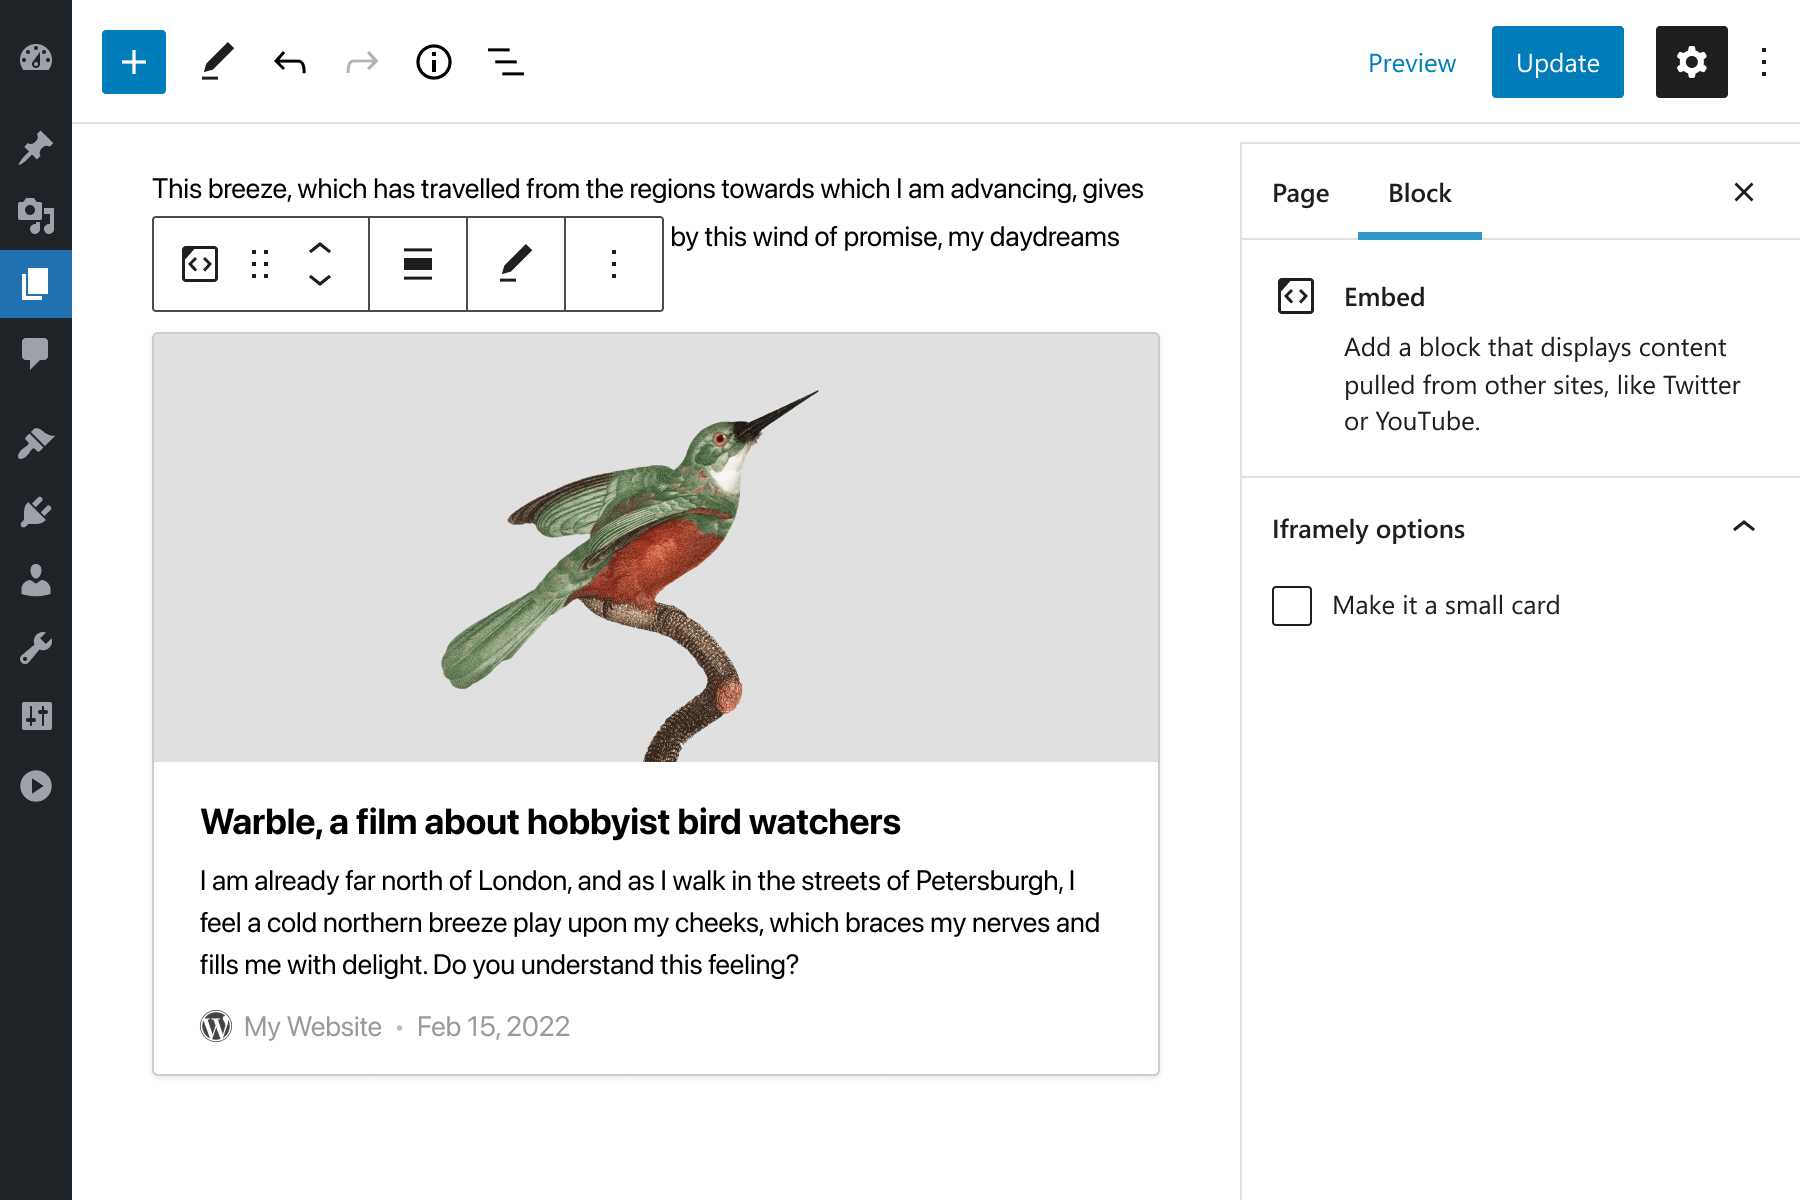 Preview
Update
This breeze, which has travelled from the regions towards which I am advancing, gives
by this wind of promise, my daydreams
Warble, a film about hobbyist bird watchers
I am already far north of London, and as I walk in the streets of Petersburgh, I
feel a cold northern breeze play upon my cheeks, which braces my nerves and
fills me with delight. Do you understand this feeling?
My Website • Feb 15, 2022
Page Block
Embed
Add a block that displays content
pulled from other sites, like Twitter
or YouTube.
Iframely options
Make it a small card